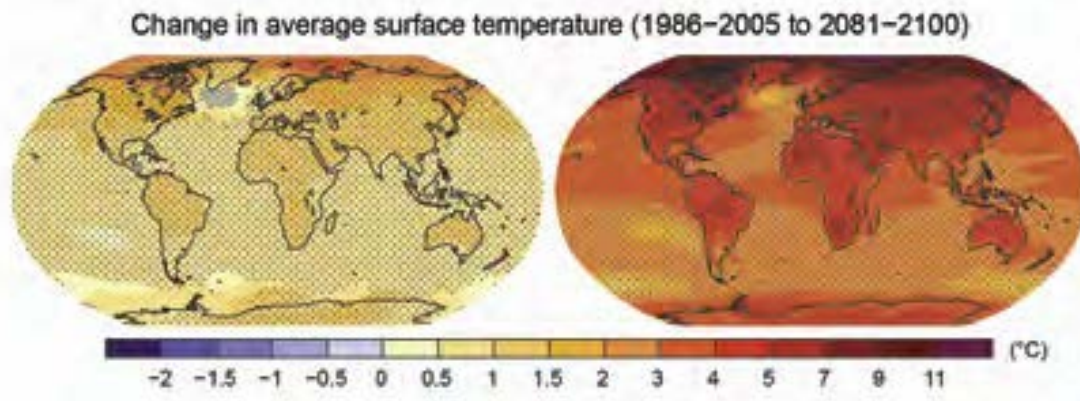 Change in average surface temperature (1986–2005 to 2081–2100)
(°C)
−2 −1.5 −1 −0.5 0 0.5 1 1.5 2 3 4 5 7 9 11